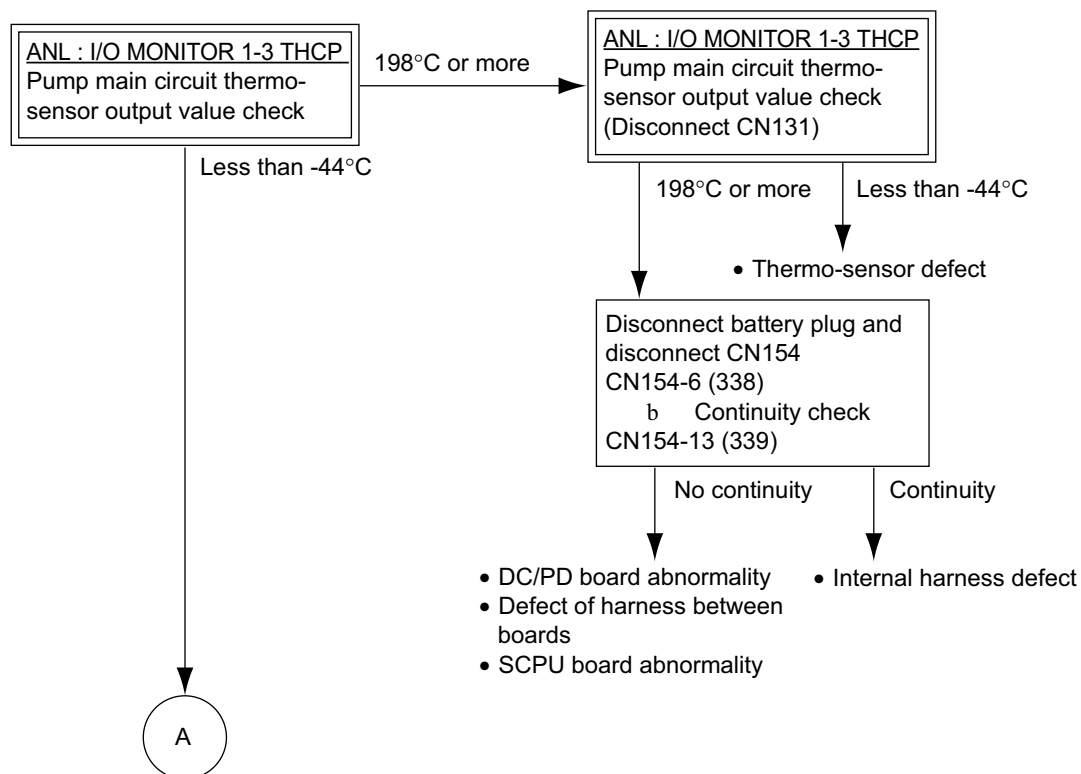 ANL : I/O MONITOR 1-3 THCP
Pump main circuit thermo-
sensor output value check
198°C or more
ANL : I/O MONITOR 1-3 THCP
Pump main circuit thermo-
sensor output value check
(Disconnect CN131)
Less than -44°C
198°C or more
Less than -44°C
• Thermo-sensor defect
Disconnect battery plug and
disconnect CN154
CN154-6 (338)
b Continuity check
CN154-13 (339)
No continuity
Continuity
• DC/PD board abnormality
• Defect of harness between
boards
• SCPU board abnormality
• Internal harness defect
A